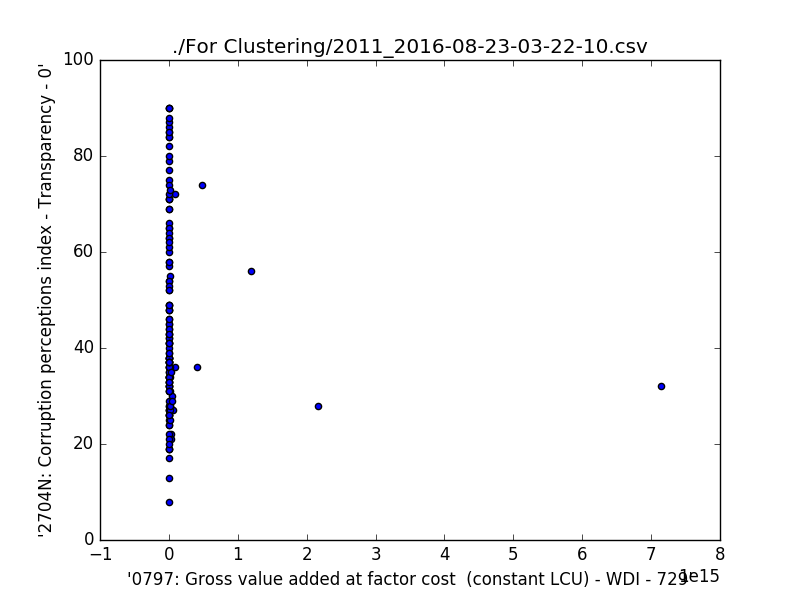 ./For Clustering/2011_2016-08-23-03-22-10.csv
100
80
60
40
20
0
'2704N: Corruption perceptions index - Transparency - 0'
−1 0 1 2 3 4 5 6 7 8
1e15
'0797: Gross value added at factor cost  (constant LCU) - WDI - 729'